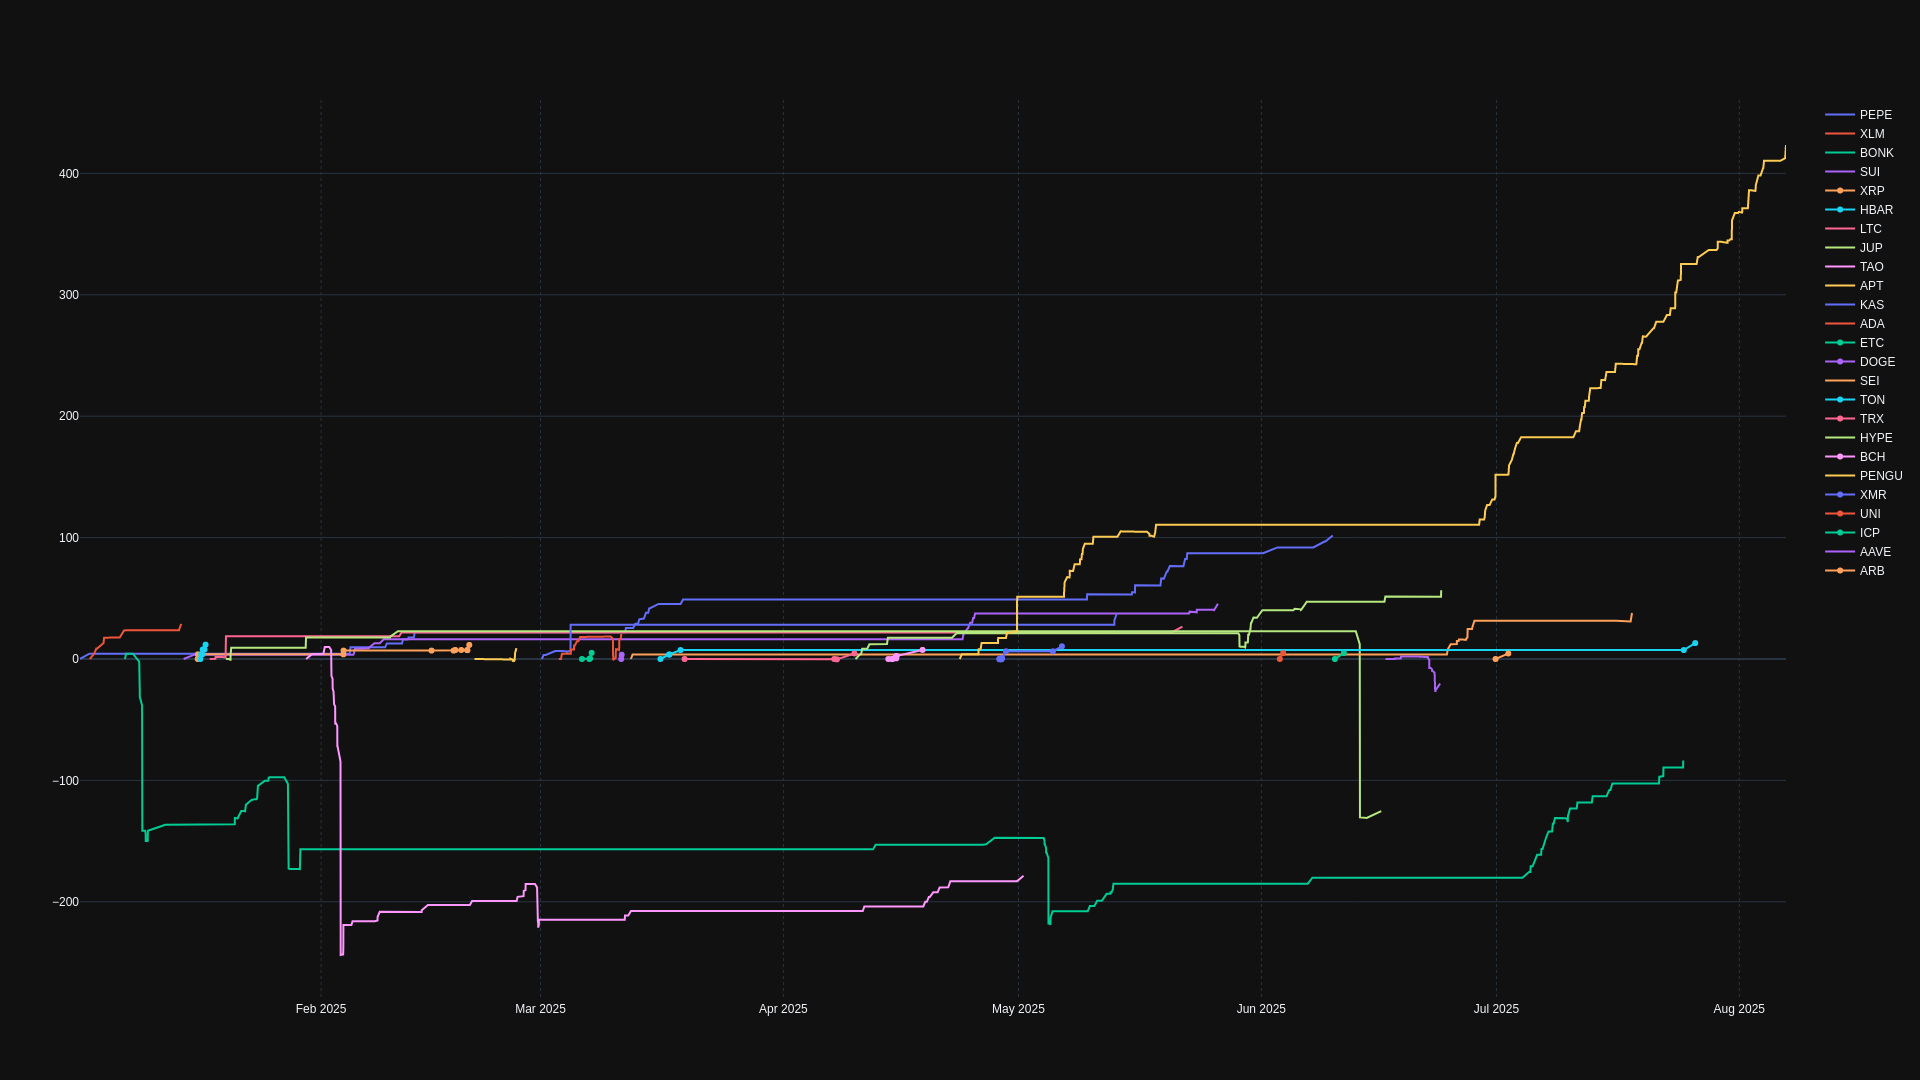 400
300
200
100
0
−100
−200
Feb 2025
Mar 2025
Apr 2025
May 2025
Jun 2025
Jul 2025
Aug 2025
PEPE
XLM
BONK
SUI
XRP
HBAR
LTC
JUP
TAO
APT
KAS
ADA
ETC
DOGE
SEI
TON
TRX
HYPE
BCH
PENGU
XMR
UNI
ICP
AAVE
ARB